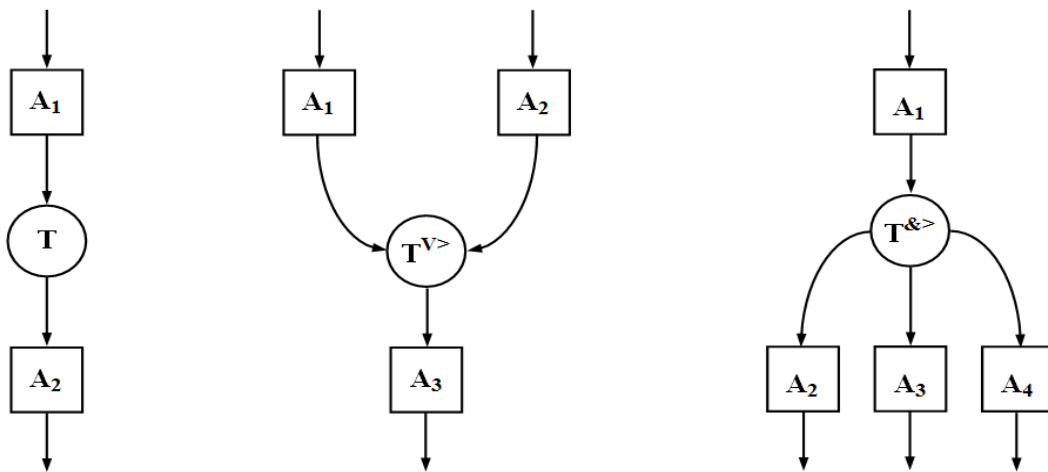 A₁
T
A₂
A₁ A₂
T^V>
A₃
A₁
T^&>
A₂ A₃ A₄